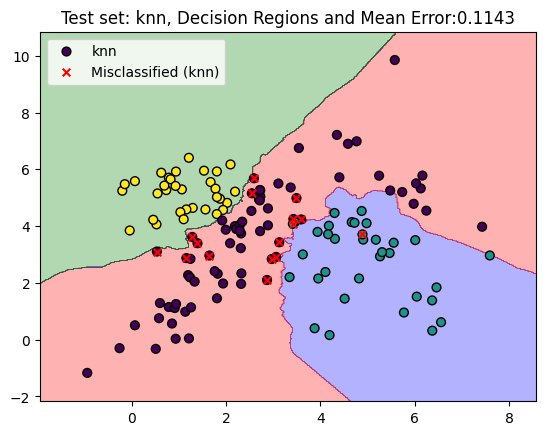 Test set: knn, Decision Regions and Mean Error:0.1143
knn
Misclassified (knn)
10
8
6
4
2
0
−2
0 2 4 6 8